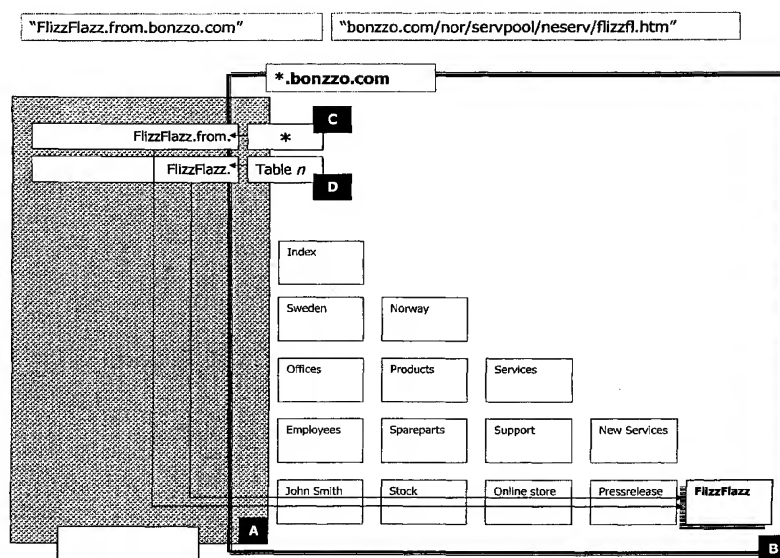 "FlizzFlazz.from.bonzzo.com" "bonzzo.com/nor/servpool/neserv/flizzfl.htm"
*.bonzzo.com
C
FlizzFlazz.from. *
FlizzFlazz. Table n
D
Index
Sweden Norway
Offices Products Services
Employees Spareparts Support New Services
John Smith Stock Online store Pressrelease FlizzFlazz
A
B